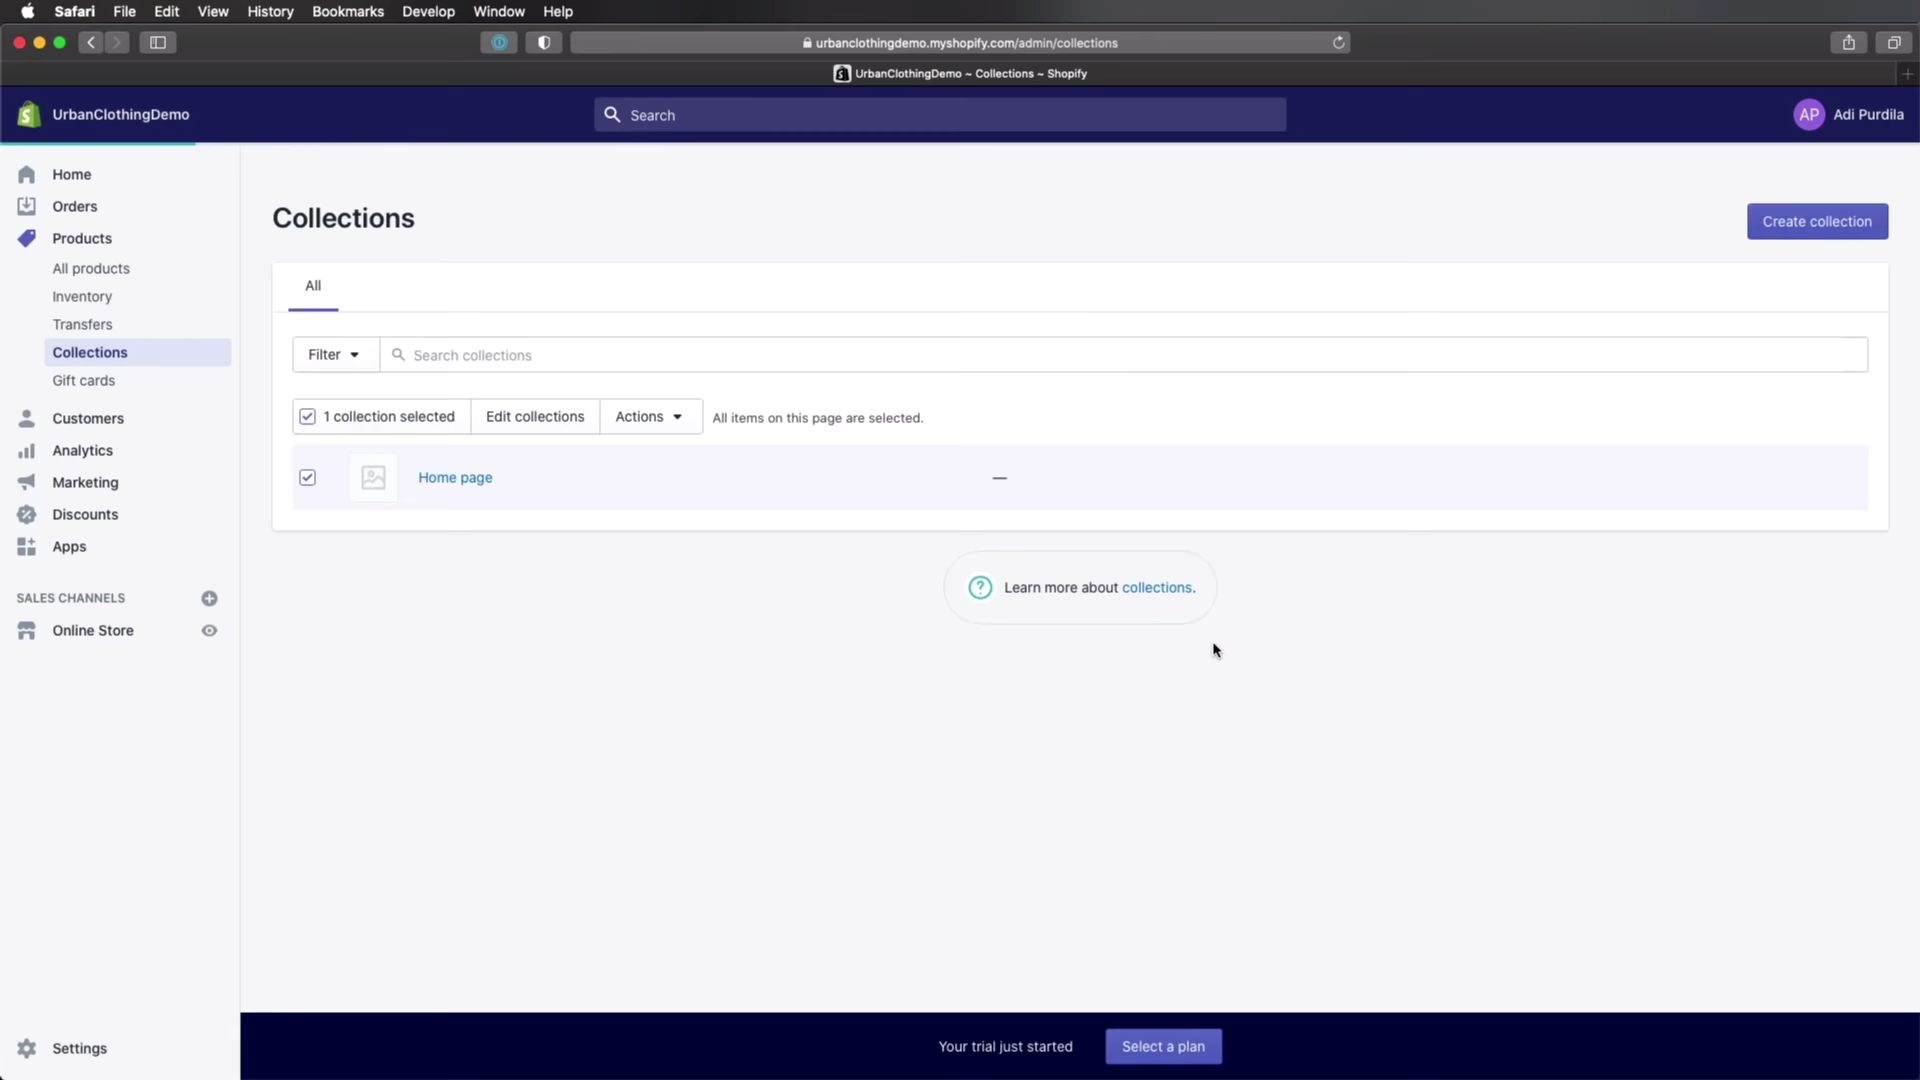 Safari File Edit View History Bookmarks Develop Window Help
urbanclothingdemo.myshopify.com/admin/collections
UrbanClothingDemo ~ Collections ~ Shopify
UrbanClothingDemo
Search
AP Adi Purdila
Home
Orders
Products
All products
Inventory
Transfers
Collections
Gift cards
Customers
Analytics
Marketing
Discounts
Apps
SALES CHANNELS
Online Store
Settings
Collections
Create collection
All
Filter
Search collections
1 collection selected
Edit collections
Actions
All items on this page are selected.
Home page
—
Learn more about collections.
Your trial just started
Select a plan